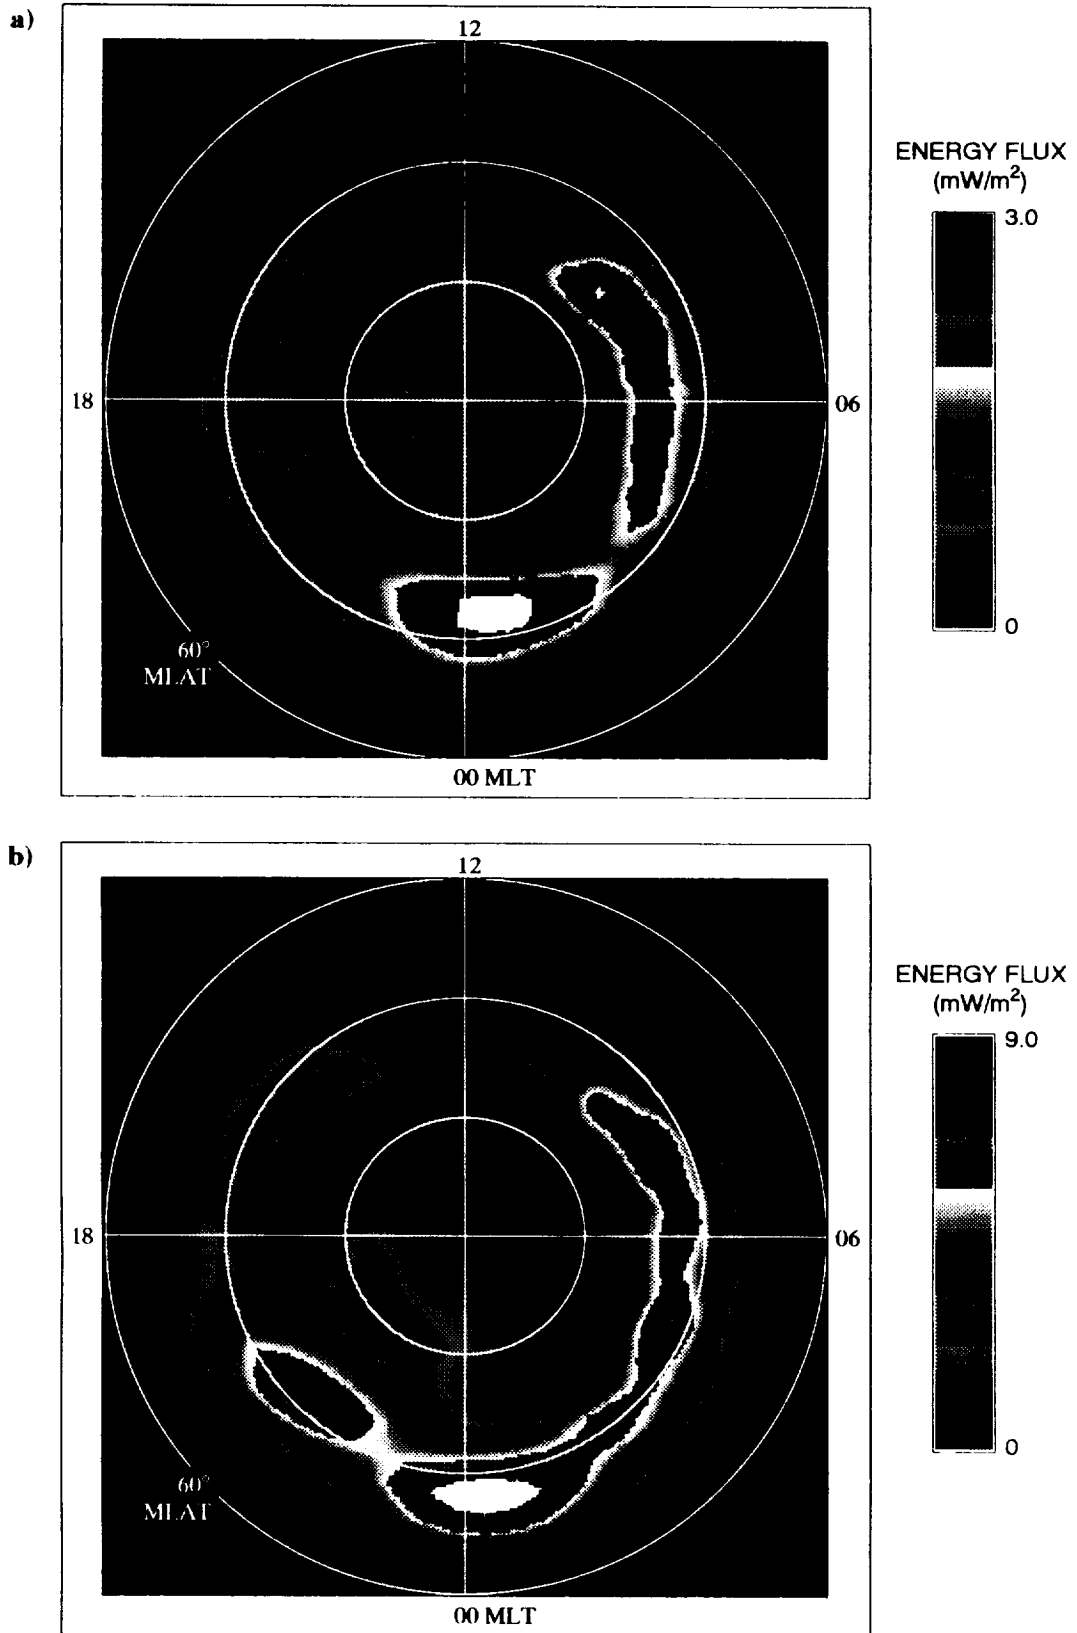 a)
12
ENERGY FLUX
(mW/m²)
3.0
18
06
0
60°
MLAT
00 MLT
b)
12
ENERGY FLUX
(mW/m²)
9.0
18
06
0
60°
MLAT
00 MLT